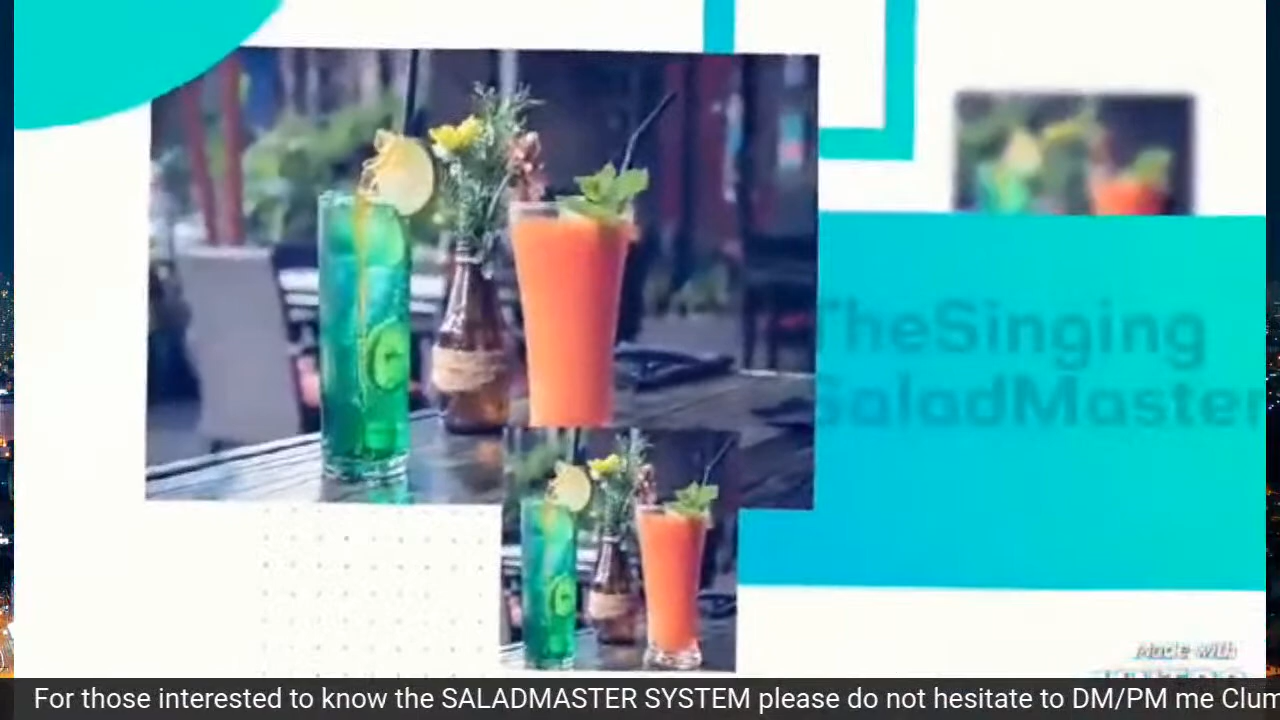 TheSinging
SaladMaster
Made with
For those interested to know the SALADMASTER SYSTEM please do not hesitate to DM/PM me Clum